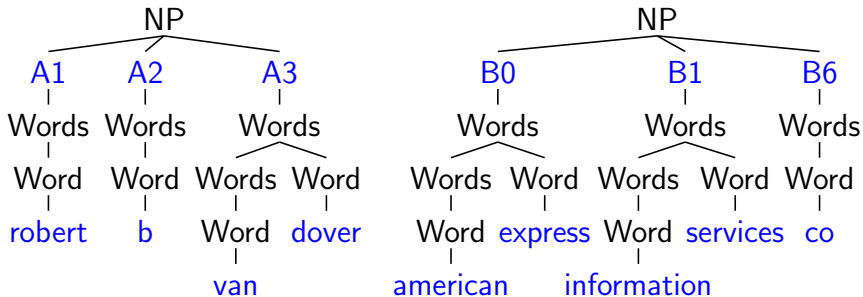 NP NP
A1 A2 A3 B0 B1 B6
Words Words Words Words Words Words
Word Word Words Word Words Word Words Word Word
robert b Word dover Word express Word services co
van american information